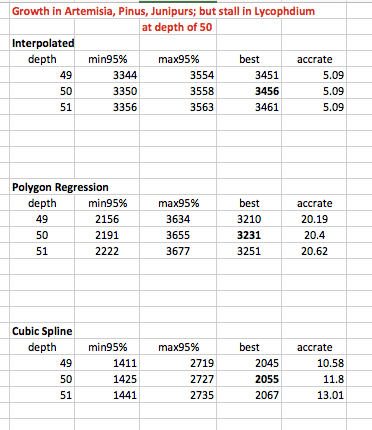 Growth in Artemisia, Pinus, Junipurs; but stall in Lycophdium
at depth of 50
Interpolated
depth min95% max95% best accrate
49 3344 3554 3451 5.09
50 3350 3558 3456 5.09
51 3356 3563 3461 5.09
Polygon Regression
depth min95% max95% best accrate
49 2156 3634 3210 20.19
50 2191 3655 3231 20.4
51 2222 3677 3251 20.62
Cubic Spline
depth min95% max95% best accrate
49 1411 2719 2045 10.58
50 1425 2727 2055 11.8
51 1441 2735 2067 13.01